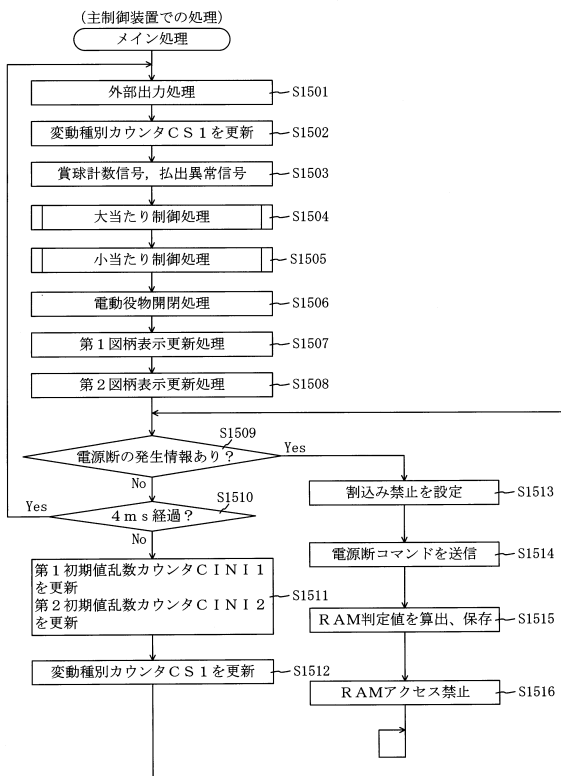 (主制御装置での処理)
メイン処理
外部出力処理 S1501
変動種別カウンタCS1を更新 S1502
賞球計数信号，払出異常信号 S1503
大当たり制御処理 S1504
小当たり制御処理 S1505
電動役物開閉処理 S1506
第1図柄表示更新処理 S1507
第2図柄表示更新処理 S1508
S1509
電源断の発生情報あり？ Yes
No
S1510
Yes 4ms経過？
No
第1初期値乱数カウンタCINI1
を更新
第2初期値乱数カウンタCINI2
を更新
S1511
変動種別カウンタCS1を更新 S1512
割込み禁止を設定 S1513
電源断コマンドを送信 S1514
RAM判定値を算出、保存 S1515
RAMアクセス禁止 S1516